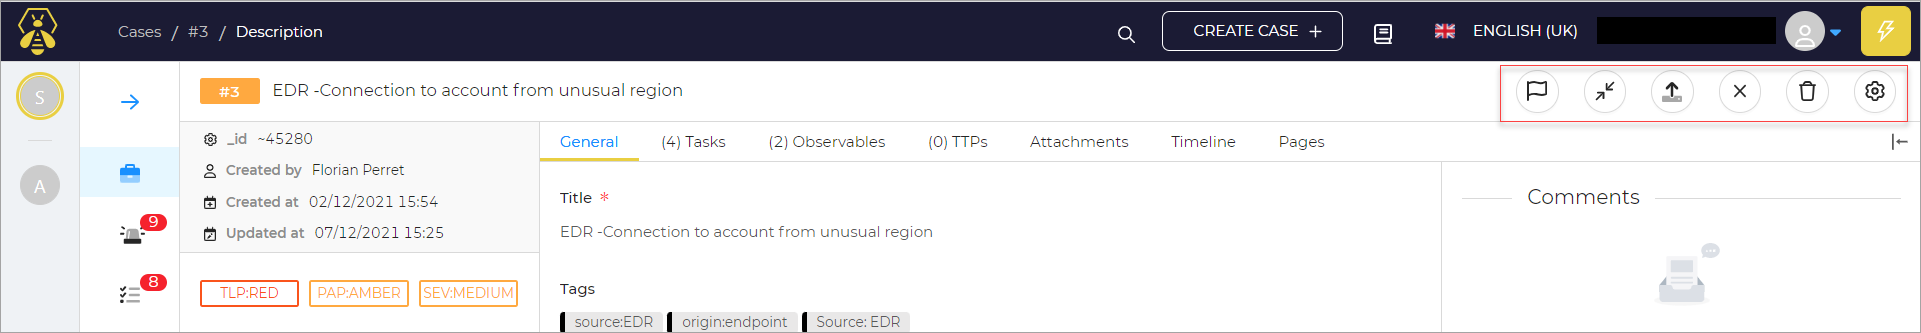 Cases / #3 / Description
CREATE CASE +
ENGLISH (UK)
S
A
9
8
#3 EDR -Connection to account from unusual region
_id ~45280
Created by Florian Perret
Created at 02/12/2021 15:54
Updated at 07/12/2021 15:25
TLP:RED PAP:AMBER SEV:MEDIUM
General (4) Tasks (2) Observables (0) TTPs Attachments Timeline Pages
Title *
EDR -Connection to account from unusual region
Tags
source:EDR origin:endpoint Source: EDR
Comments